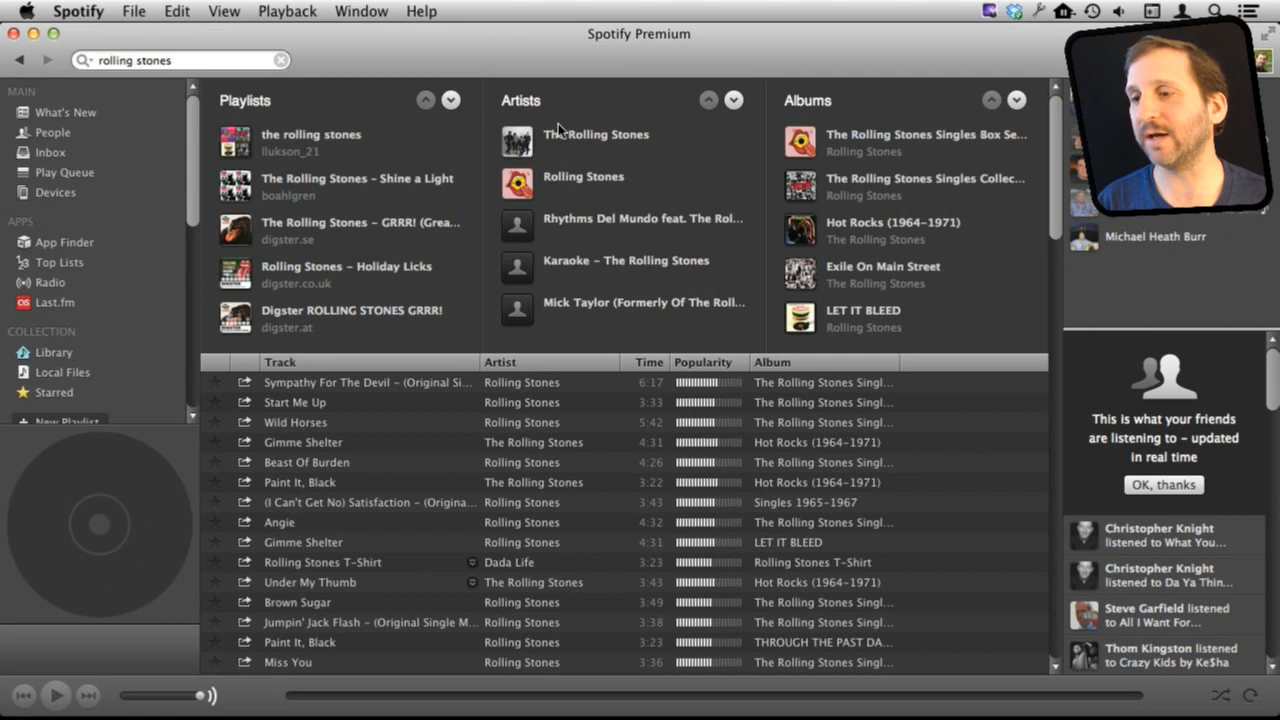 Spotify File Edit View Playback Window Help
Spotify Premium
rolling stones
MAIN
What's New
People
Inbox
Play Queue
Devices
APPS
App Finder
Top Lists
Radio
Last.fm
COLLECTION
Library
Local Files
Starred
New Playlist
Playlists
the rolling stones
llukson_21
The Rolling Stones – Shine a Light
boahlgren
The Rolling Stones – GRRR! (Grea...
digster.se
Rolling Stones – Holiday Licks
digster.co.uk
Digster ROLLING STONES GRRR!
digster.at
Artists
The Rolling Stones
Rolling Stones
Rhythms Del Mundo feat. The Rol...
Karaoke – The Rolling Stones
Mick Taylor (Formerly Of The Roll...
Albums
The Rolling Stones Singles Box Se...
Rolling Stones
The Rolling Stones Singles Collec...
Rolling Stones
Hot Rocks (1964–1971)
The Rolling Stones
Exile On Main Street
The Rolling Stones
LET IT BLEED
Rolling Stones
Track Artist Time Popularity Album
Sympathy For The Devil – (Original Si... Rolling Stones 6:17 The Rolling Stones Singl...
Start Me Up Rolling Stones 3:33 The Rolling Stones Singl...
Wild Horses Rolling Stones 5:42 The Rolling Stones Singl...
Gimme Shelter The Rolling Stones 4:31 Hot Rocks (1964–1971)
Beast Of Burden Rolling Stones 4:26 The Rolling Stones Singl...
Paint It, Black The Rolling Stones 3:22 Hot Rocks (1964–1971)
(I Can't Get No) Satisfaction – (Origina... Rolling Stones 3:43 Singles 1965–1967
Angie Rolling Stones 4:32 The Rolling Stones Singl...
Gimme Shelter Rolling Stones 4:31 LET IT BLEED
Rolling Stones T–Shirt Dada Life 3:23 Rolling Stones T–Shirt
Under My Thumb The Rolling Stones 3:43 Hot Rocks (1964–1971)
Brown Sugar Rolling Stones 3:49 The Rolling Stones Singl...
Jumpin' Jack Flash – (Original Single M... Rolling Stones 3:38 The Rolling Stones Singl...
Paint It, Black Rolling Stones 3:23 THROUGH THE PAST DA...
Miss You Rolling Stones 3:36 The Rolling Stones Singl...
Michael Heath Burr
This is what your friends
are listening to – updated
in real time
OK, thanks
Christopher Knight
listened to What You...
Christopher Knight
listened to Da Ya Thin...
Steve Garfield listened
to All I Want For...
Thom Kingston listened
to Crazy Kids by Ke$ha